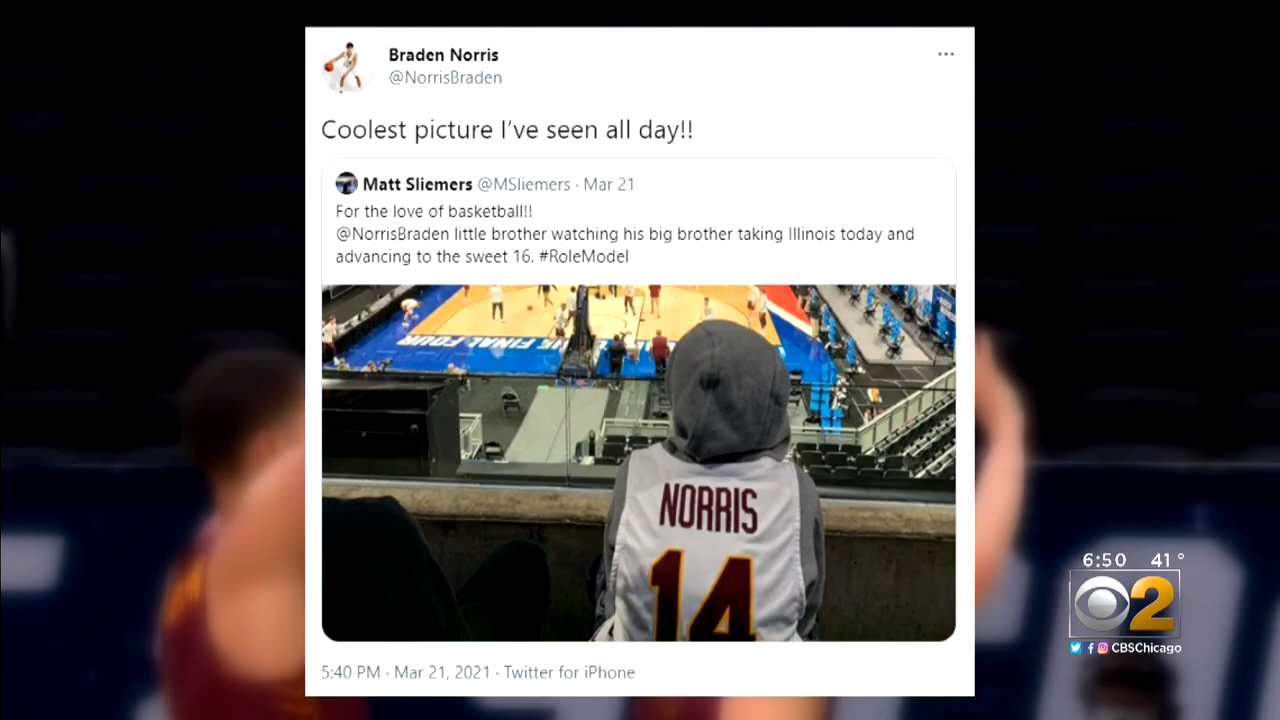 Braden Norris
@NorrisBraden
Coolest picture I've seen all day!!
Matt Sliemers @MSliemers · Mar 21
For the love of basketball!!
@NorrisBraden little brother watching his big brother taking Illinois today and
advancing to the sweet 16. #RoleModel
FINAL FOUR
NORRIS
14
5:40 PM · Mar 21, 2021 · Twitter for iPhone
6:50 41°
2
CBSChicago